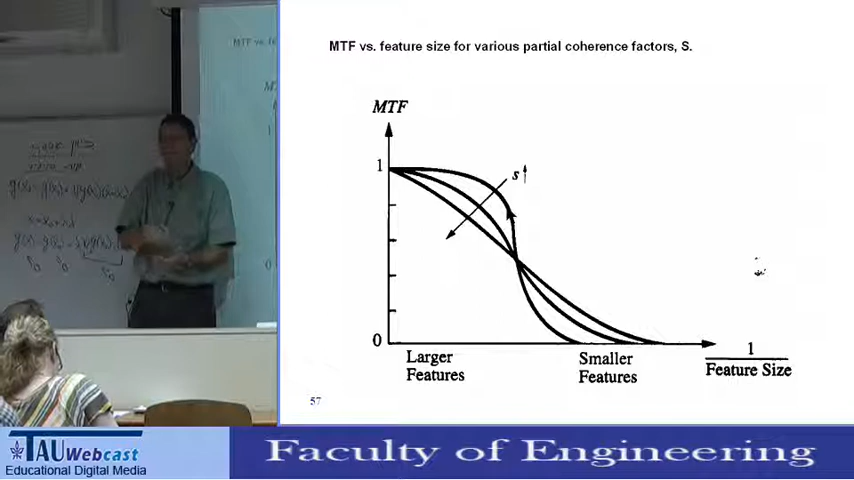 MTF vs. feature size for various partial coherence factors, S.
MTF
1
s↑
0
Larger
Features
Smaller
Features
1
Feature Size
57
TAU Webcast
Educational Digital Media
Faculty of Engineering